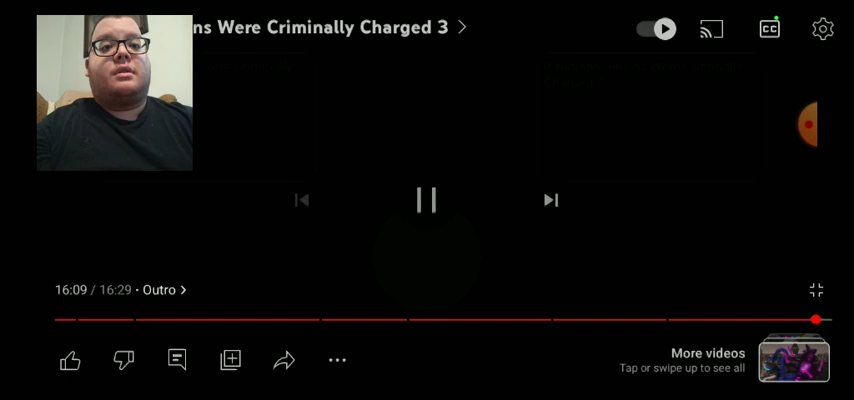 ns Were Criminally Charged 3
CC
16:09 / 16:29 • Outro
More videos
Tap or swipe up to see all